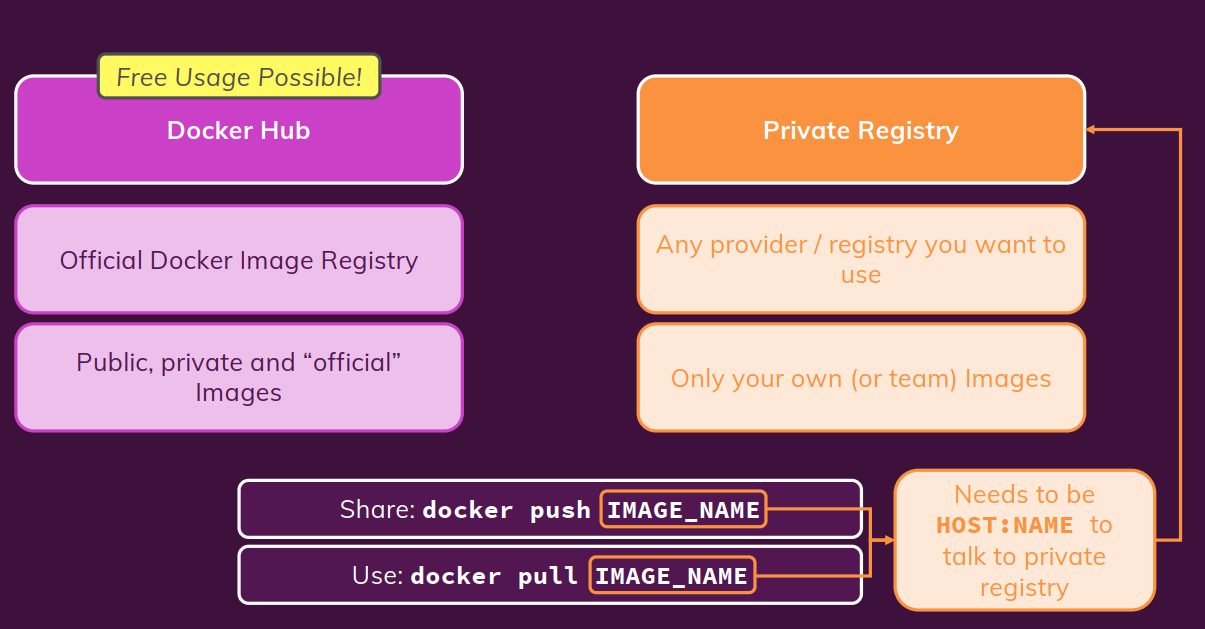 Free Usage Possible!
Docker Hub
Official Docker Image Registry
Public, private and “official”
Images
Private Registry
Any provider / registry you want to
use
Only your own (or team) Images
Share: docker push IMAGE_NAME
Use: docker pull IMAGE_NAME
Needs to be
HOST:NAME to
talk to private
registry